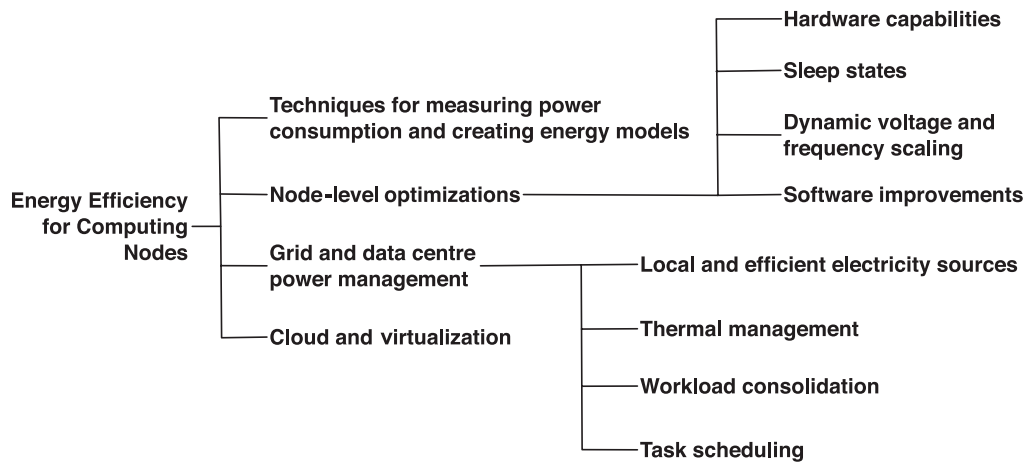 Energy Efficiency
for Computing
Nodes
Techniques for measuring power
consumption and creating energy models
Node-level optimizations
Hardware capabilities
Sleep states
Dynamic voltage and
frequency scaling
Software improvements
Grid and data centre
power management
Local and efficient electricity sources
Thermal management
Workload consolidation
Task scheduling
Cloud and virtualization